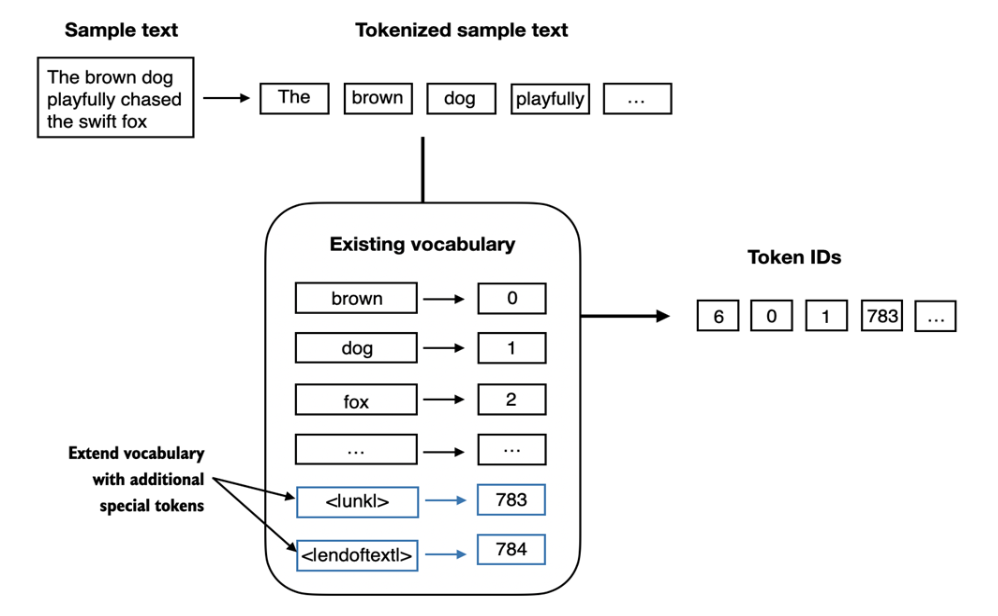 Sample text
The brown dog
playfully chased
the swift fox
Tokenized sample text
The brown dog playfully ...
Existing vocabulary
brown 0
dog 1
fox 2
... ...
<|unk|> 783
<|endoftext|> 784
Extend vocabulary
with additional
special tokens
Token IDs
6 0 1 783 ...